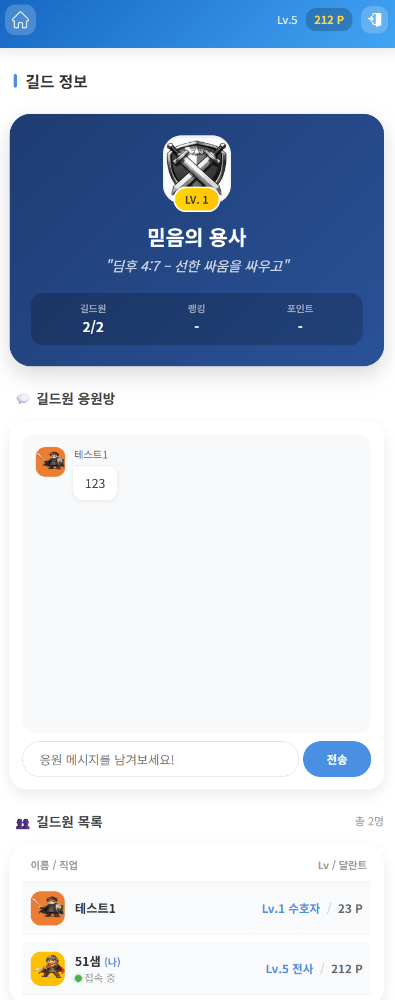 Lv.5 212 P
길드 정보
LV. 1
믿음의 용사
"딤후 4:7 – 선한 싸움을 싸우고"
길드원 랭킹 포인트
2/2 - -
길드원 응원방
테스트1
123
응원 메시지를 남겨보세요! 전송
길드원 목록 총 2명
이름 / 직업 Lv / 달란트
테스트1 Lv.1 수호자 / 23 P
51샘 (나)
접속 중
Lv.5 전사 / 212 P